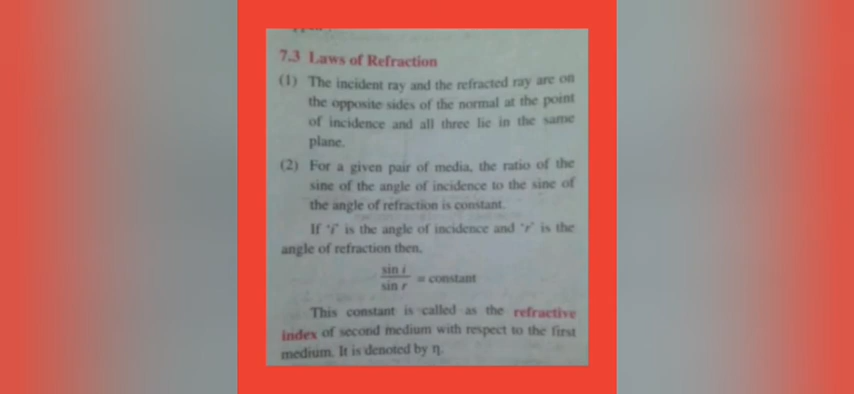 7.3 Laws of Refraction
(1) The incident ray and the refracted ray are on
the opposite sides of the normal at the point
of incidence and all three lie in the same
plane.
(2) For a given pair of media, the ratio of the
sine of the angle of incidence to the sine of
the angle of refraction is constant.
If 'i' is the angle of incidence and 'r' is the
angle of refraction then,
sin i
= constant
sin r
This constant is called as the refractive
index of second medium with respect to the first
medium. It is denoted by η.